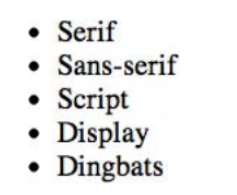 • Serif
• Sans-serif
• Script
• Display
• Dingbats